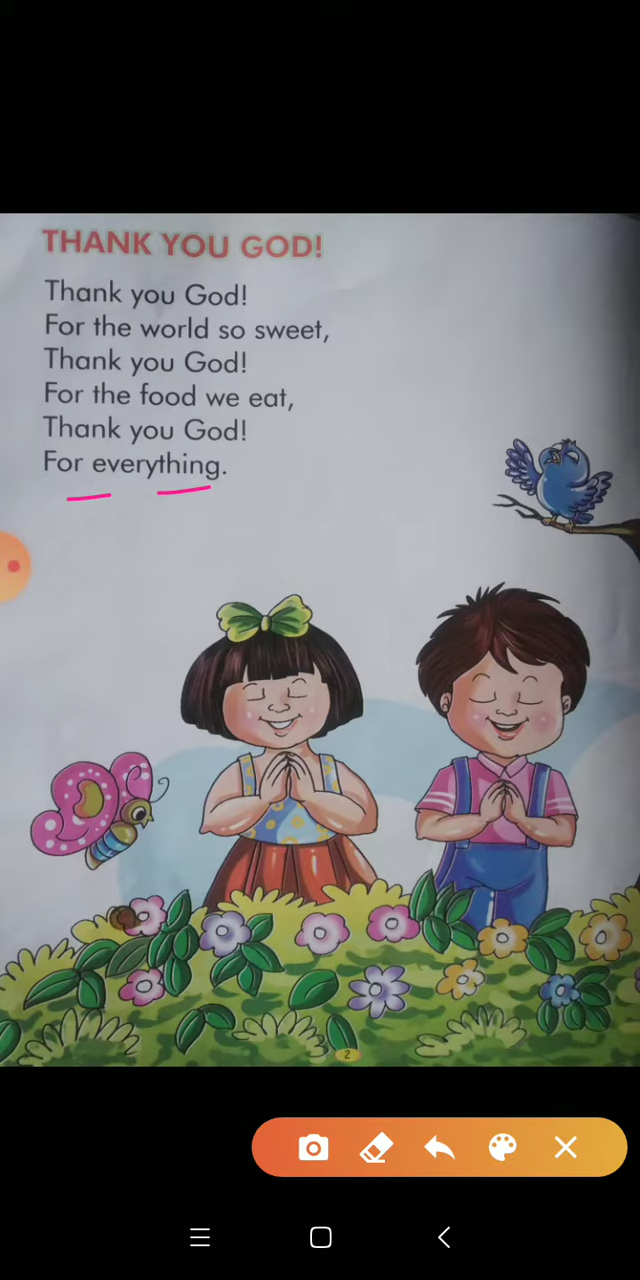 THANK YOU GOD!
Thank you God!
For the world so sweet,
Thank you God!
For the food we eat,
Thank you God!
For everything.
2